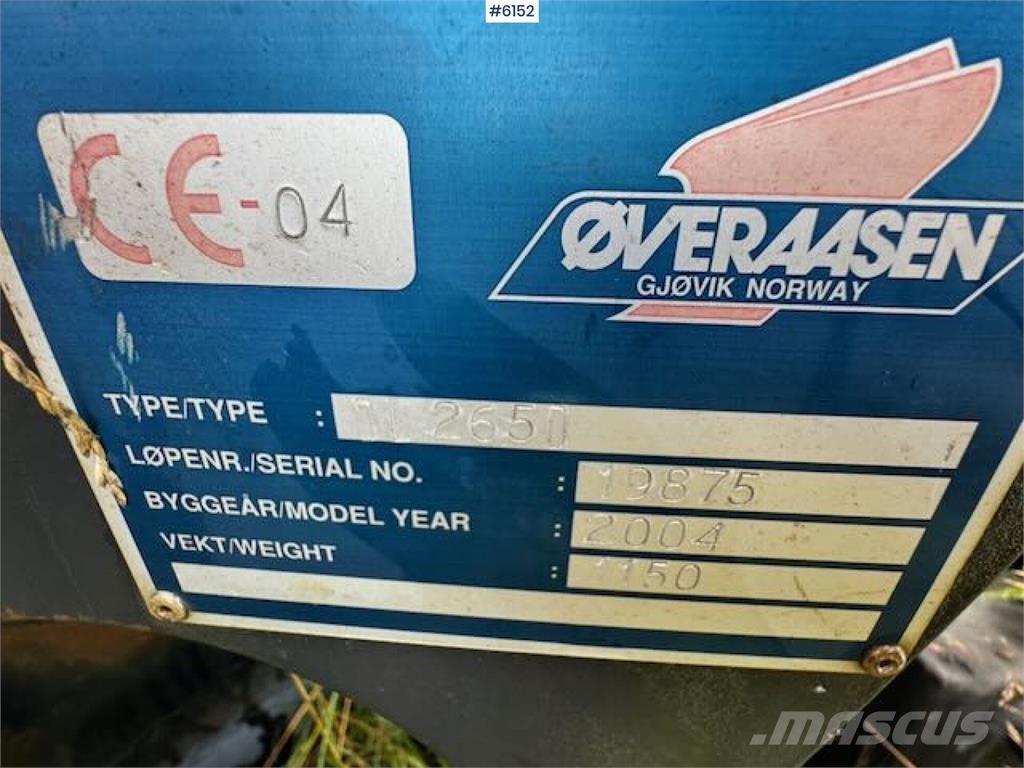 #6152
CE-04
ØVERAASEN
GJØVIK NORWAY
TYPE/TYPE :
LØPENR./SERIAL NO. : 19875
BYGGEÅR/MODEL YEAR : 2004
VEKT/WEIGHT : 1150
MASCUS